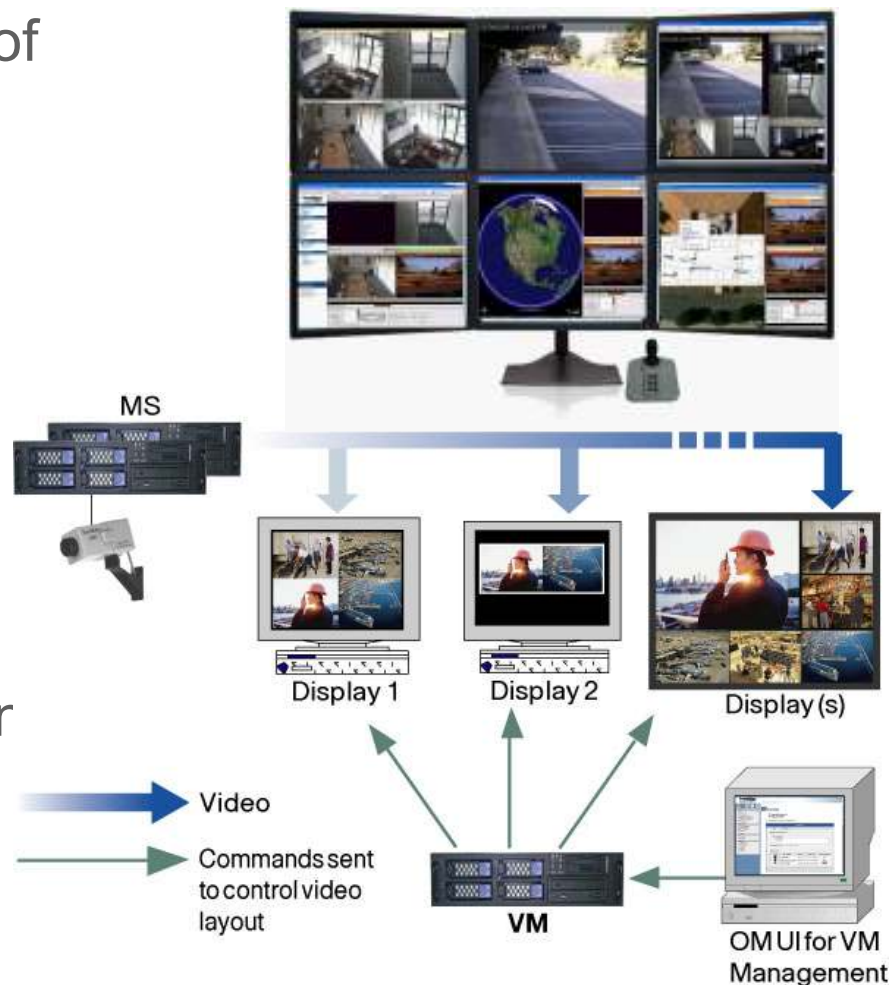 of
MS
Display 1
Display 2
Display (s)
r
Video
Commands sent
to control video
layout
VM
OM UI for VM
Management